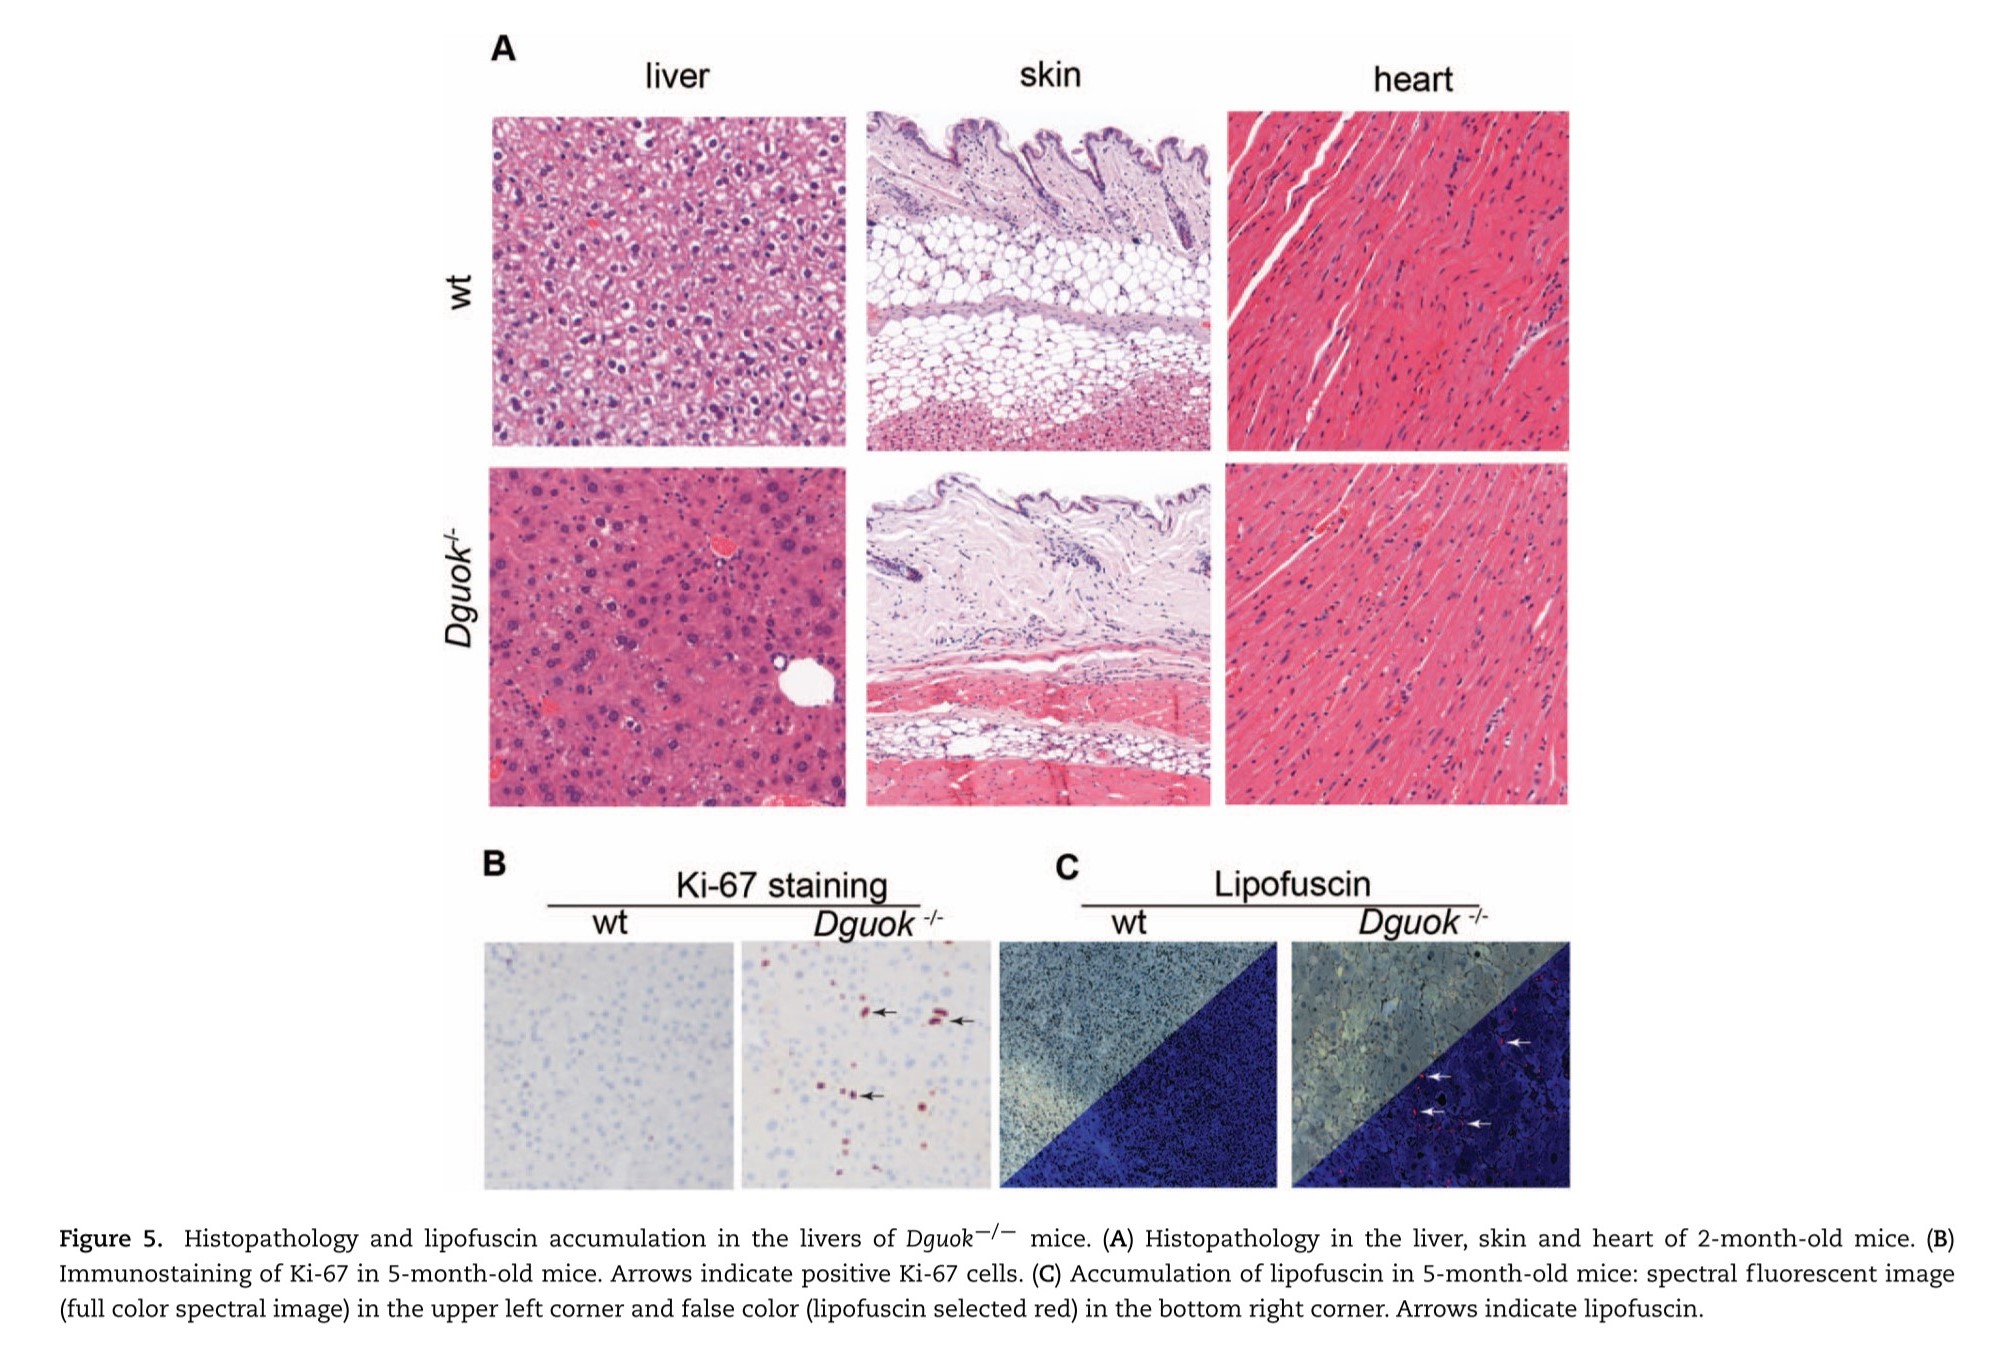 A
liver
skin
heart
wt
Dguok-/-
B
Ki-67 staining
wt
Dguok -/-
C
Lipofuscin
wt
Dguok -/-
Figure 5. Histopathology and lipofuscin accumulation in the livers of Dguok−/− mice. (A) Histopathology in the liver, skin and heart of 2-month-old mice. (B)
Immunostaining of Ki-67 in 5-month-old mice. Arrows indicate positive Ki-67 cells. (C) Accumulation of lipofuscin in 5-month-old mice: spectral fluorescent image
(full color spectral image) in the upper left corner and false color (lipofuscin selected red) in the bottom right corner. Arrows indicate lipofuscin.